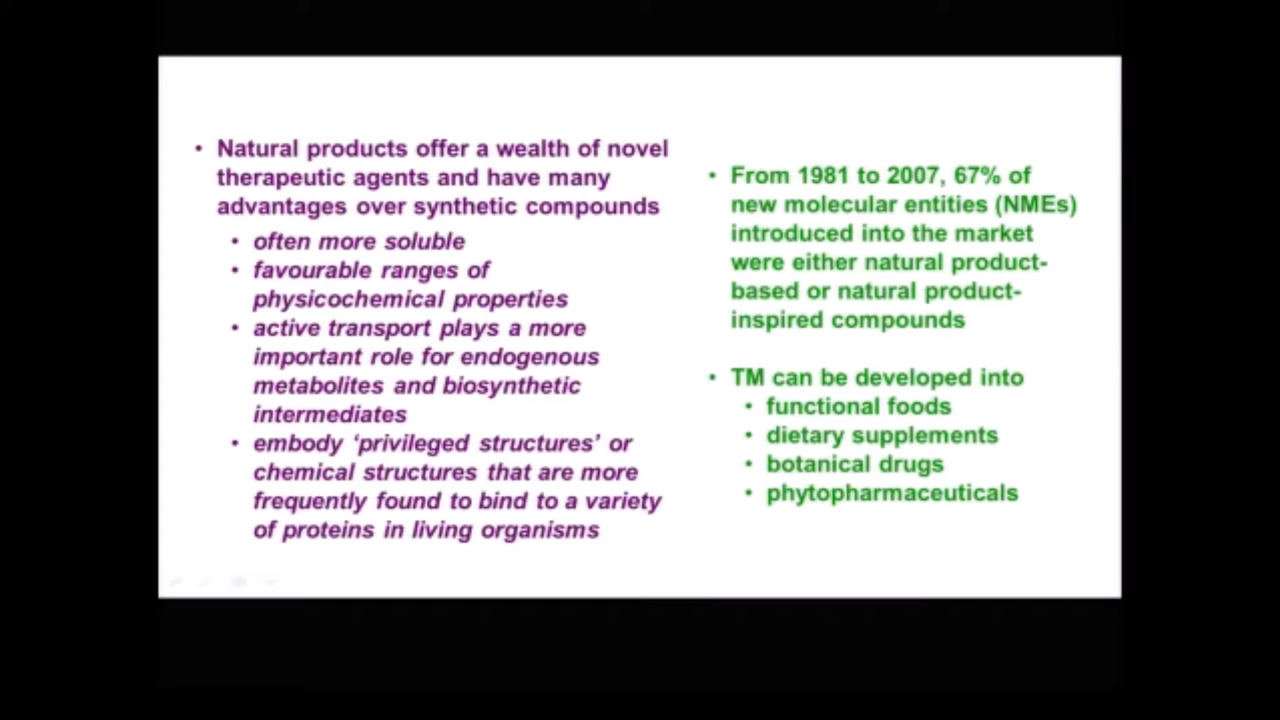 • Natural products offer a wealth of novel
therapeutic agents and have many
advantages over synthetic compounds
• often more soluble
• favourable ranges of
physicochemical properties
• active transport plays a more
important role for endogenous
metabolites and biosynthetic
intermediates
• embody ‘privileged structures’ or
chemical structures that are more
frequently found to bind to a variety
of proteins in living organisms
• From 1981 to 2007, 67% of
new molecular entities (NMEs)
introduced into the market
were either natural product-
based or natural product-
inspired compounds
• TM can be developed into
• functional foods
• dietary supplements
• botanical drugs
• phytopharmaceuticals